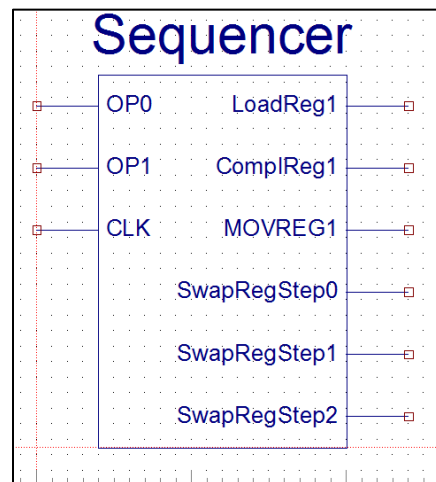 Sequencer
OP0 LoadReg1
OP1 ComplReg1
CLK MOVREG1
SwapRegStep0
SwapRegStep1
SwapRegStep2